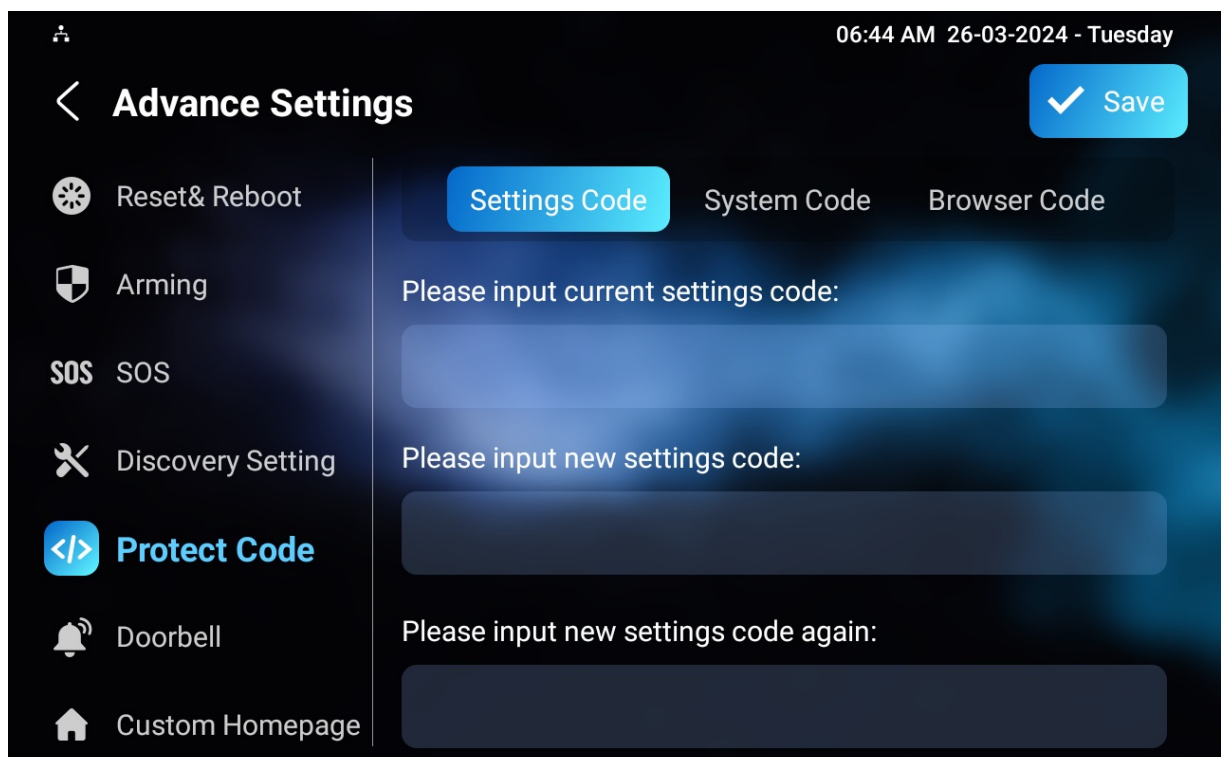 06:44 AM 26-03-2024 - Tuesday
Advance Settings
Save
Reset& Reboot
Arming
SOS SOS
Discovery Setting
</> Protect Code
Doorbell
Custom Homepage
Settings Code System Code Browser Code
Please input current settings code:
Please input new settings code:
Please input new settings code again: